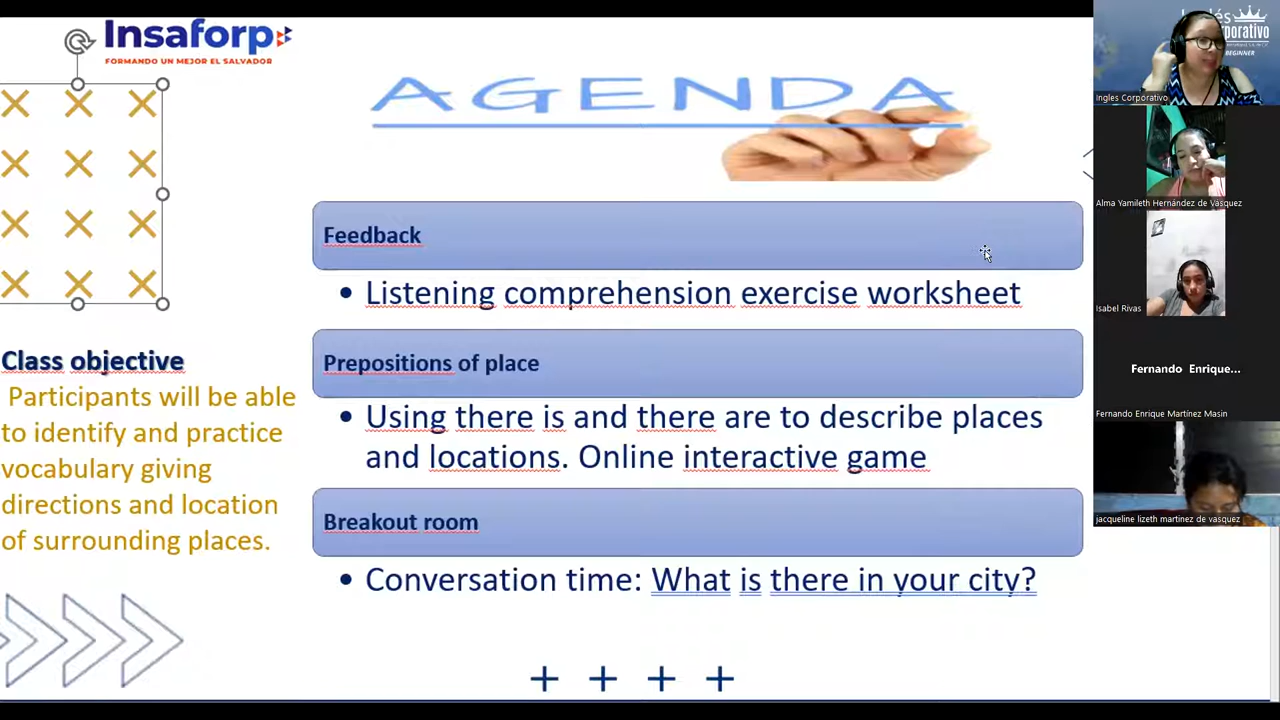 Insaforp
FORMANDO UN MEJOR EL SALVADOR
AGENDA
Feedback
• Listening comprehension exercise worksheet
Prepositions of place
• Using there is and there are to describe places
and locations. Online interactive game
Breakout room
• Conversation time: What is there in your city?
Class objective
Participants will be able
to identify and practice
vocabulary giving
directions and location
of surrounding places.
+ + + +
BEGINNER
Ingles Corporativo
Alma Yamileth Hernández de Vásquez
Isabel Rivas
Fernando Enrique...
Fernando Enrique Martínez Masin
jacqueline lizeth martinez de vasquez